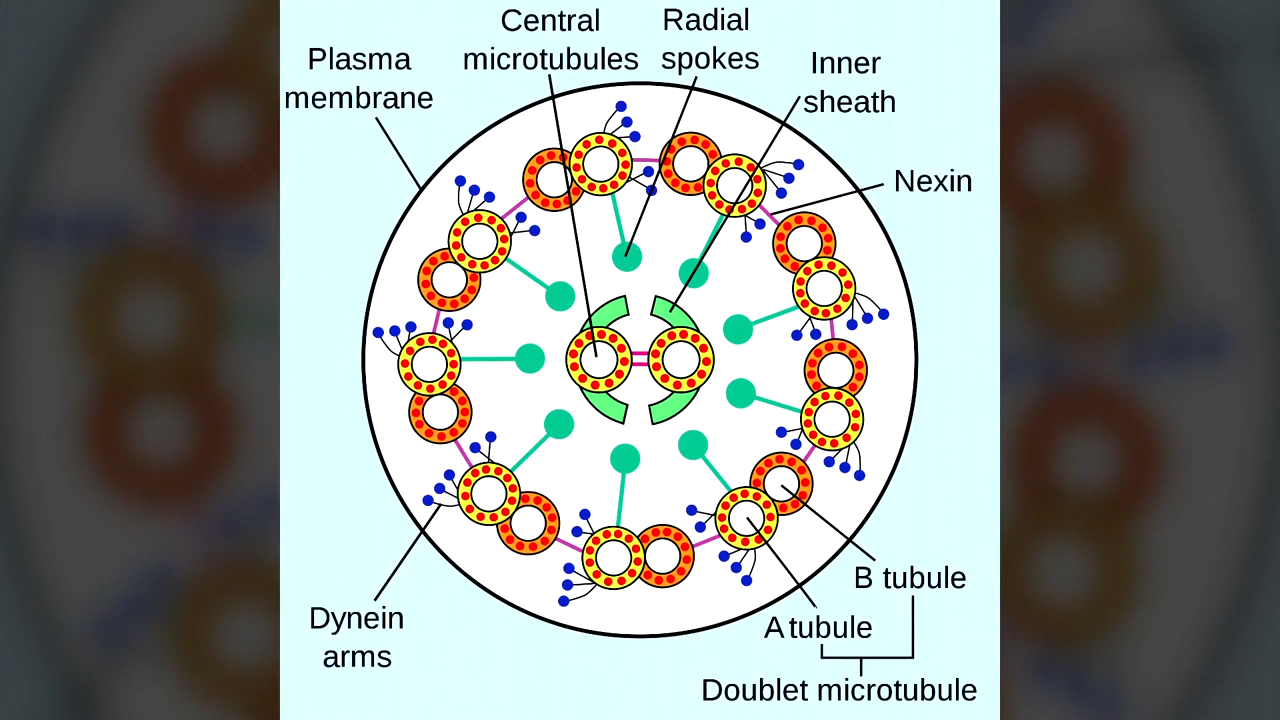 Central
microtubules
Radial
spokes
Plasma
membrane
Inner
sheath
Nexin
B tubule
A tubule
Dynein
arms
Doublet microtubule